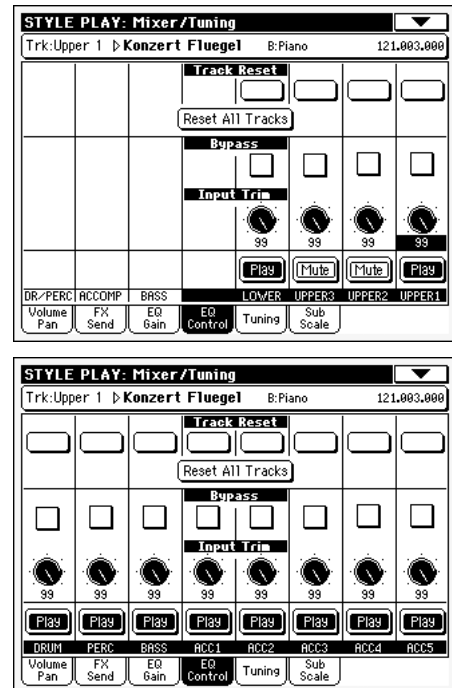 STYLE PLAY: Mixer/Tuning
Trk:Upper 1 ▷Konzert Fluegel B:Piano 121.003.000
Track Reset
Reset All Tracks
Bypass
Input Trim
99 99 99 99
Play Mute Mute Play
DR/PERC ACCOMP BASS LOWER UPPER3 UPPER2 UPPER1
Volume Pan FX Send EQ Gain EQ Control Tuning Sub Scale
STYLE PLAY: Mixer/Tuning
Trk:Upper 1 ▷Konzert Fluegel B:Piano 121.003.000
Track Reset
Reset All Tracks
Bypass
Input Trim
99 99 99 99 99 99 99 99
Play Play Play Play Play Play Play Play
DRUM PERC BASS ACC1 ACC2 ACC3 ACC4 ACC5
Volume Pan FX Send EQ Gain EQ Control Tuning Sub Scale